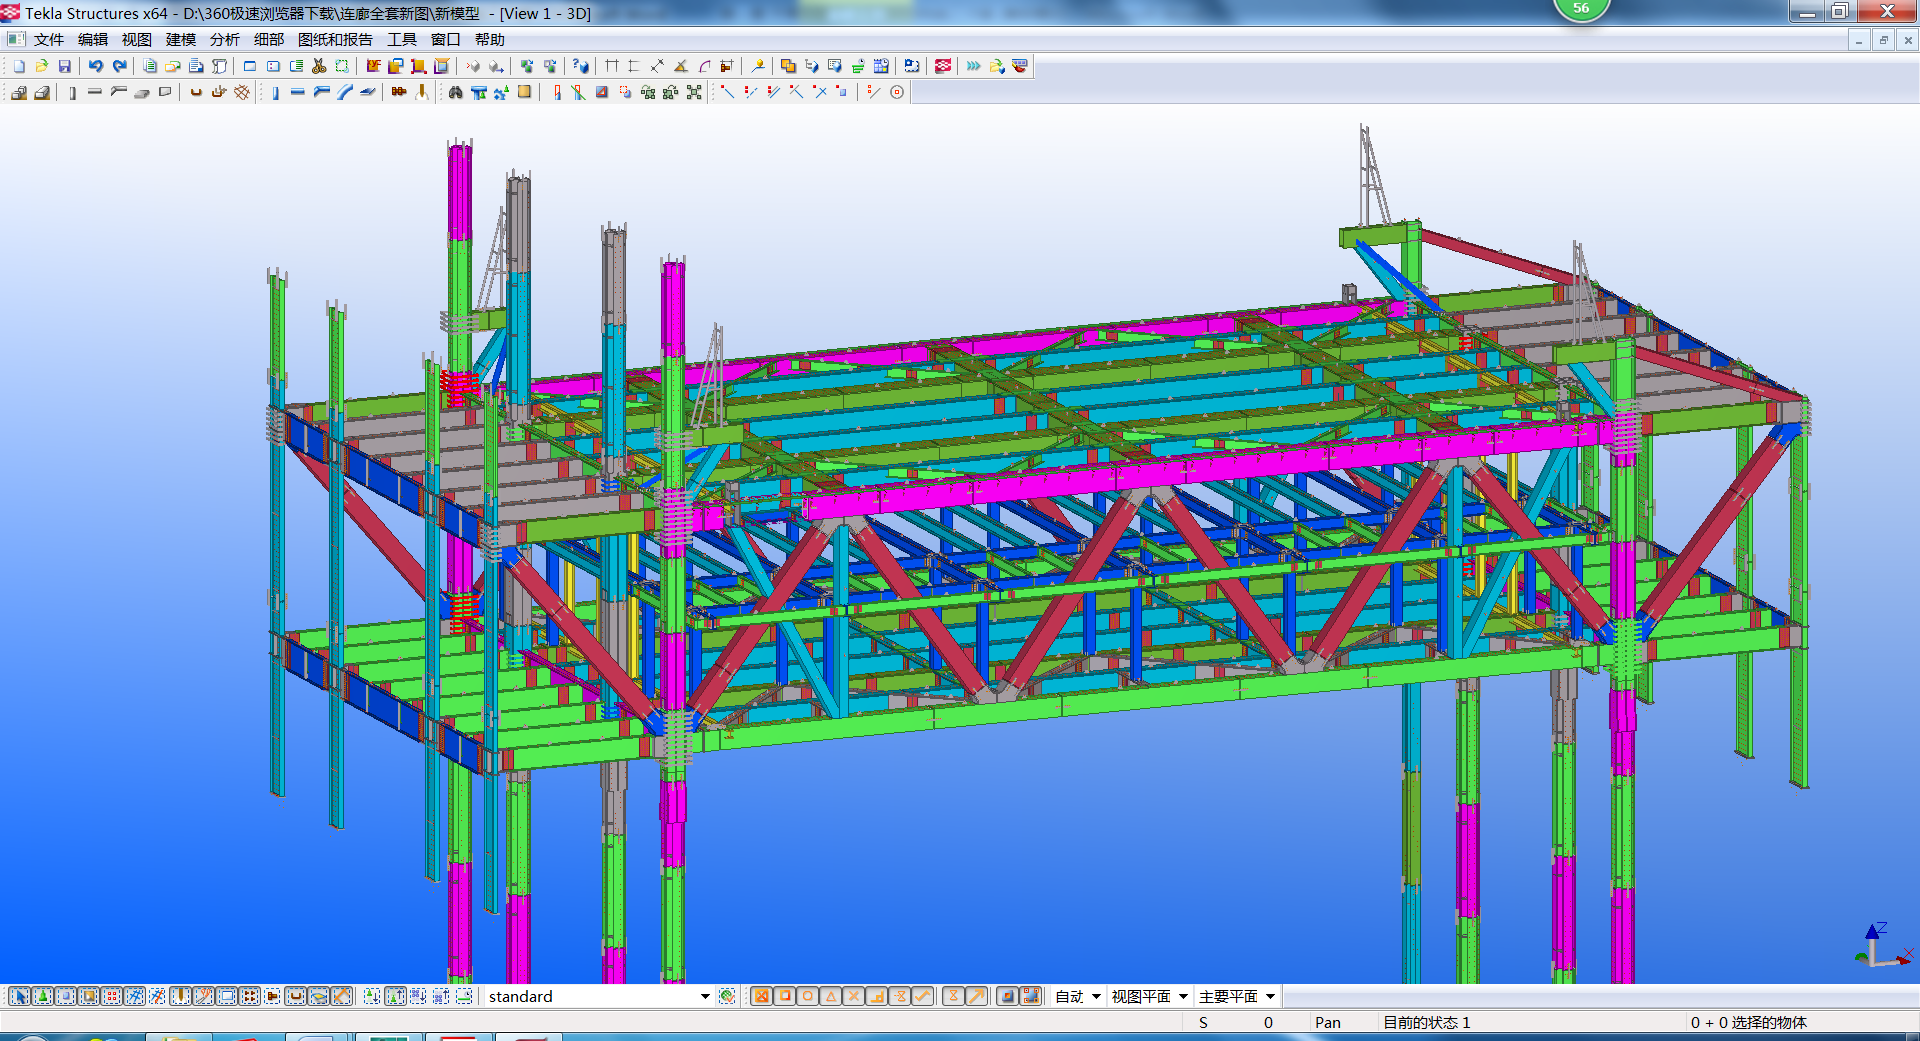 Tekla Structures x64 - D:\360极速浏览器下载\连廊全套新图\新模型 - [View 1 - 3D]
56
文件 编辑 视图 建模 分析 细部 图纸和报告 工具 窗口 帮助
Z
X
standard
自动 视图平面 主要平面
S 0 Pan 目前的状态 1 0 + 0 选择的物体